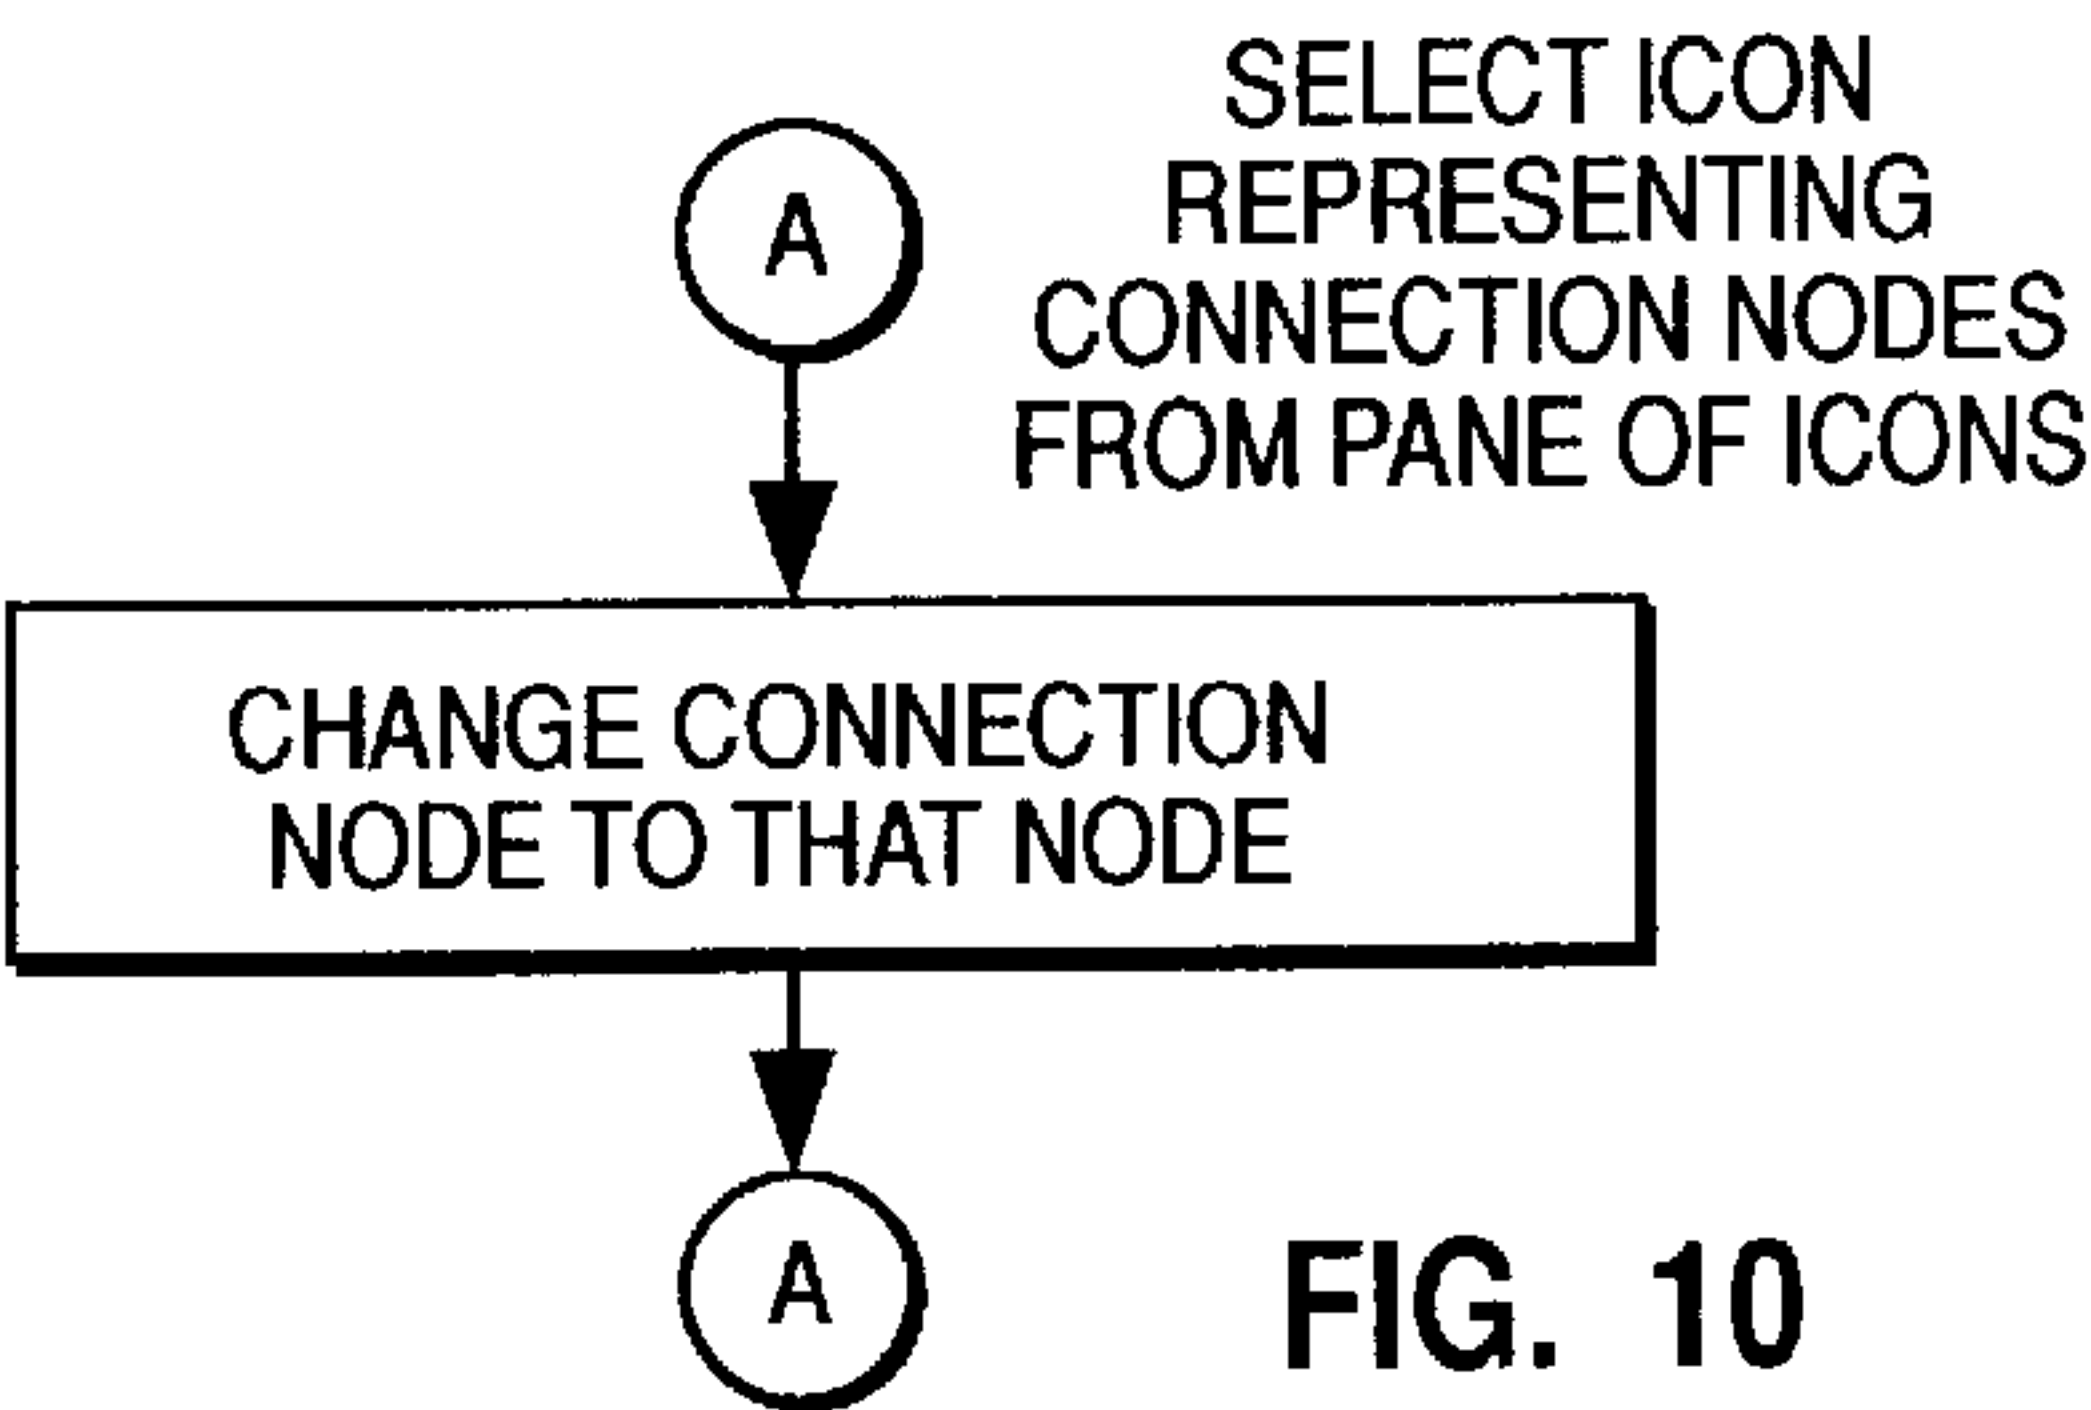 SELECT ICON
REPRESENTING
CONNECTION NODES
FROM PANE OF ICONS
A
CHANGE CONNECTION
NODE TO THAT NODE
A
FIG. 10